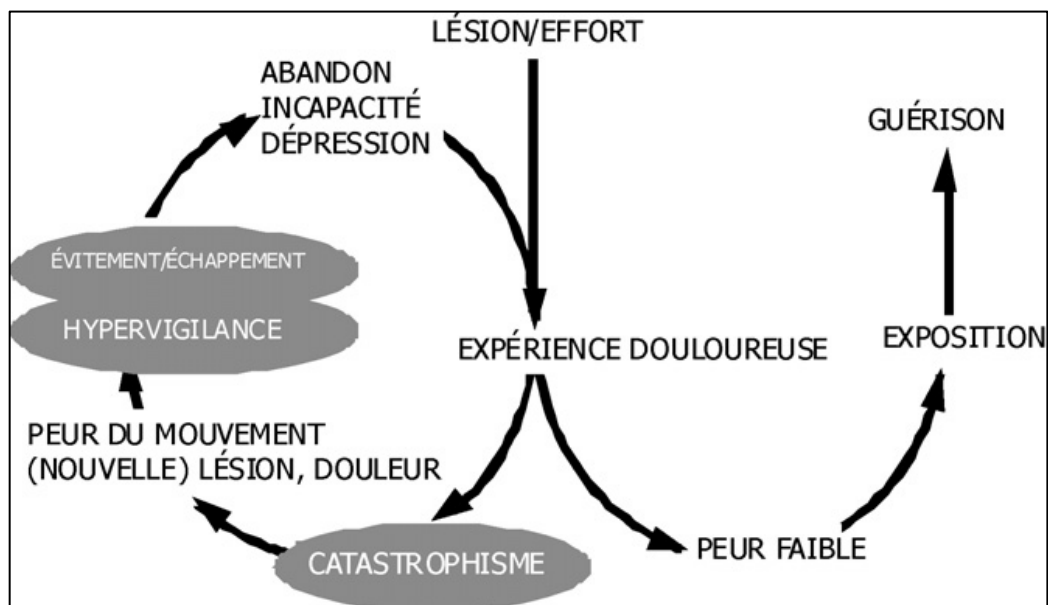 LÉSION/EFFORT
ABANDON
INCAPACITÉ
DÉPRESSION
GUÉRISON
ÉVITEMENT/ÉCHAPPEMENT
HYPERVIGILANCE
EXPÉRIENCE DOULOUREUSE
EXPOSITION
PEUR DU MOUVEMENT
(NOUVELLE) LÉSION, DOULEUR
CATASTROPHISME
PEUR FAIBLE